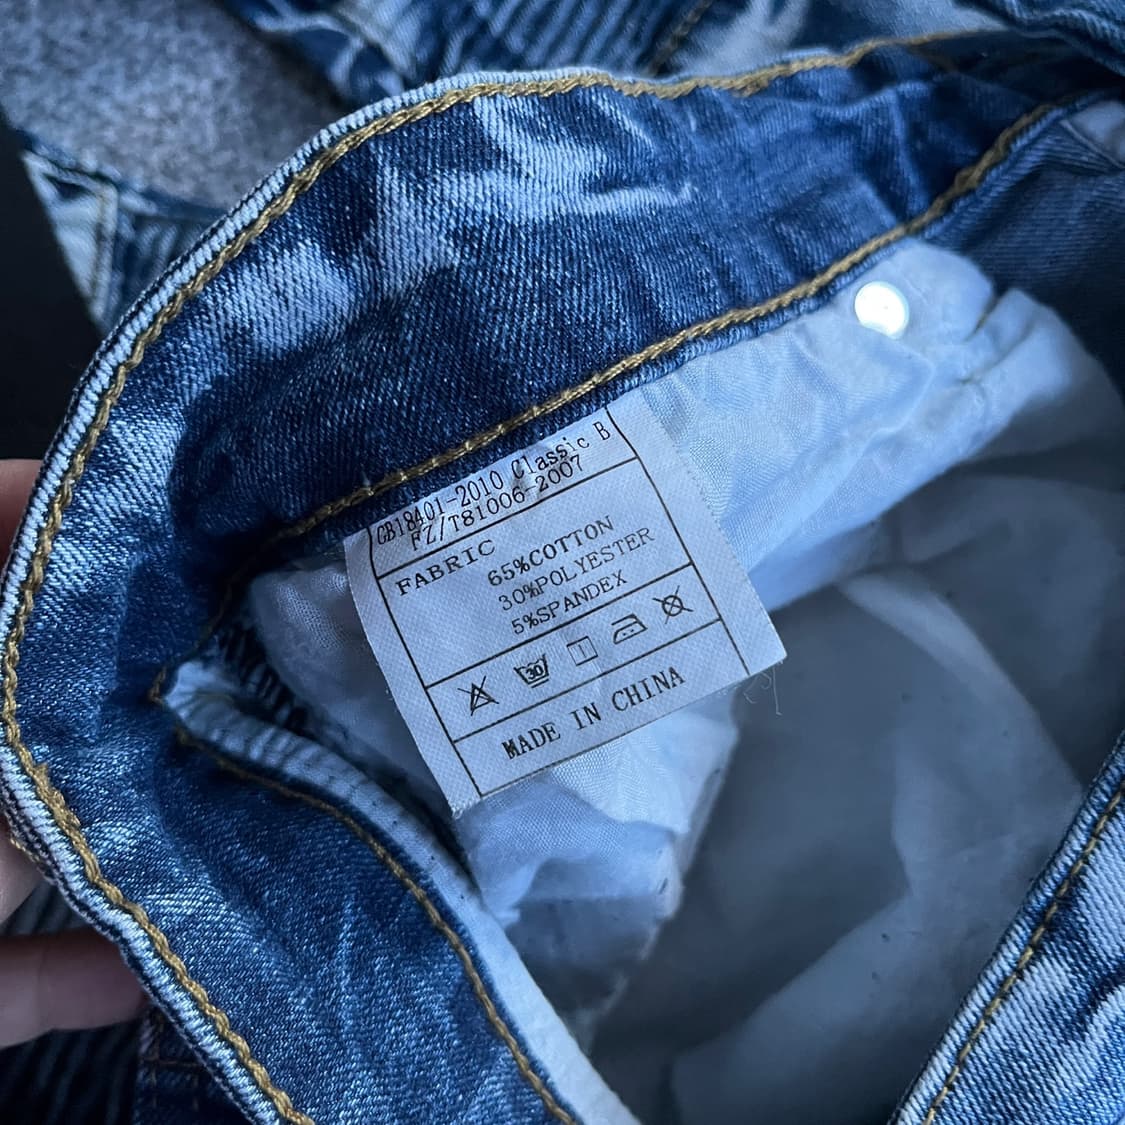 GB18401-2010 Classic B
FZ/T81006-2007
FABRIC
65%COTTON
30%POLYESTER
5%SPANDEX
30
MADE IN CHINA